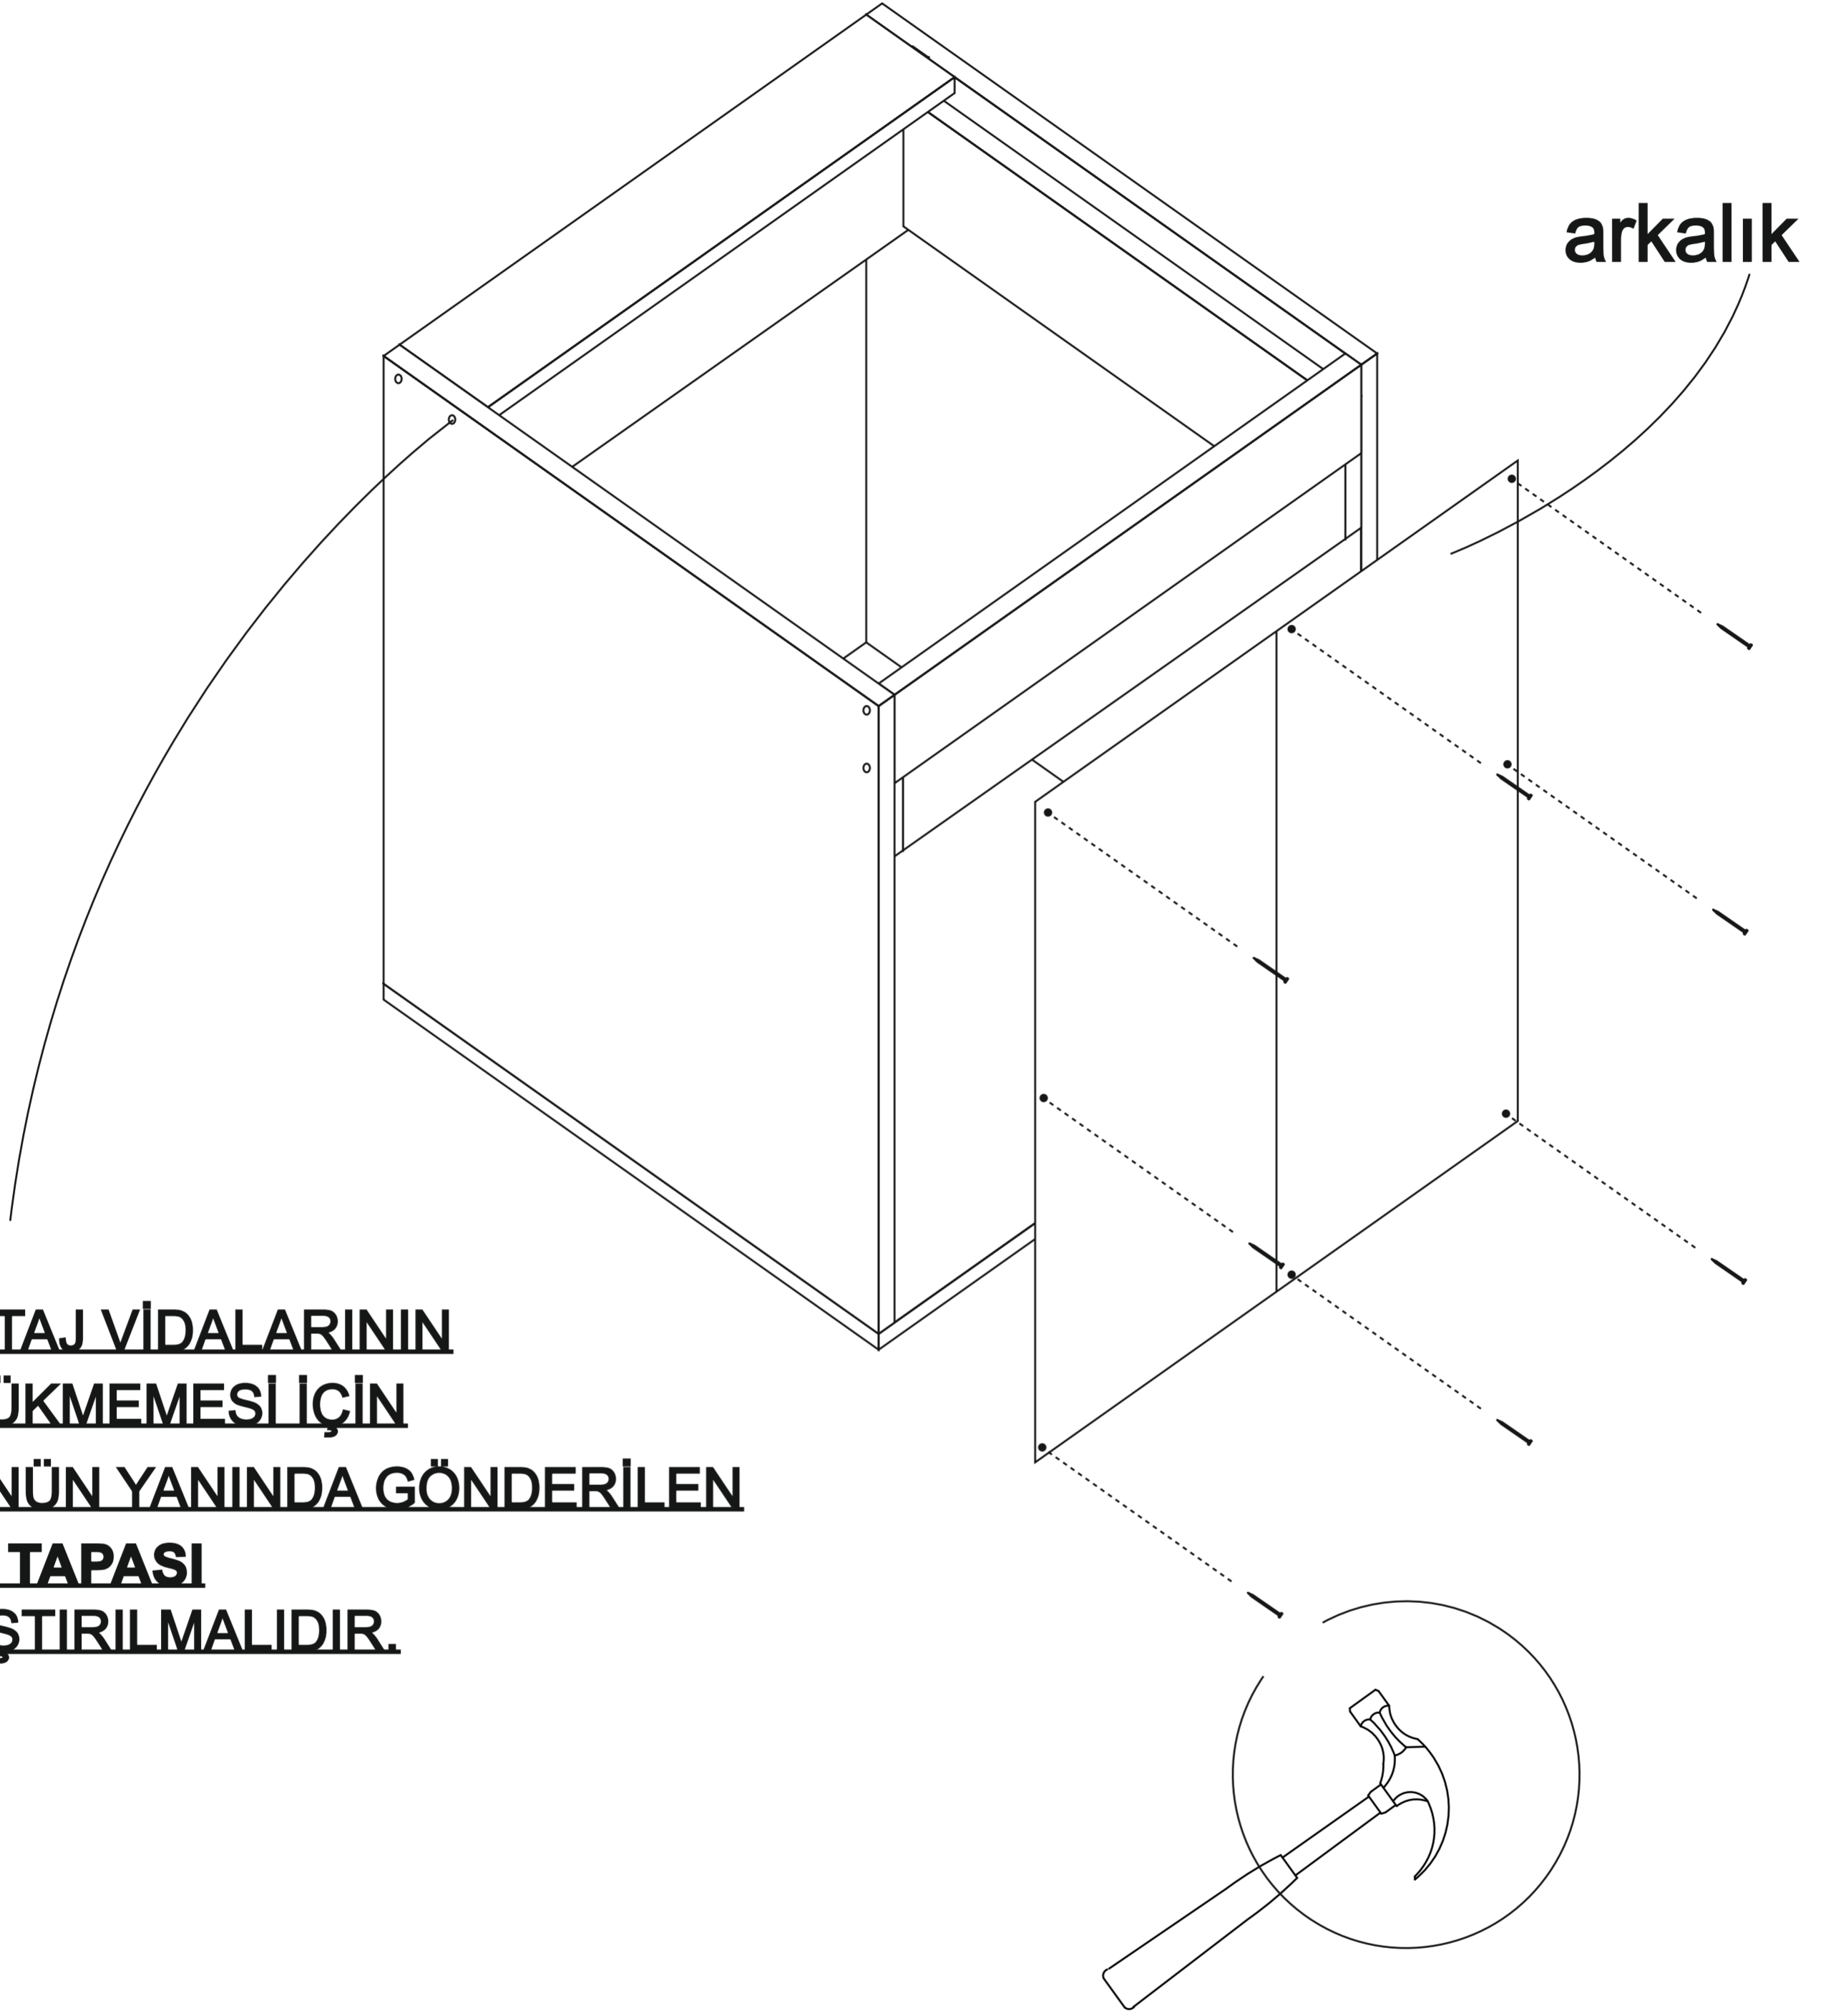 arkalık
TAJ VİDALARININ
ÜKMEMESİ İÇİN
NÜN YANINDA GÖNDERİLEN
TAPASI
ŞTIRILMALIDIR.